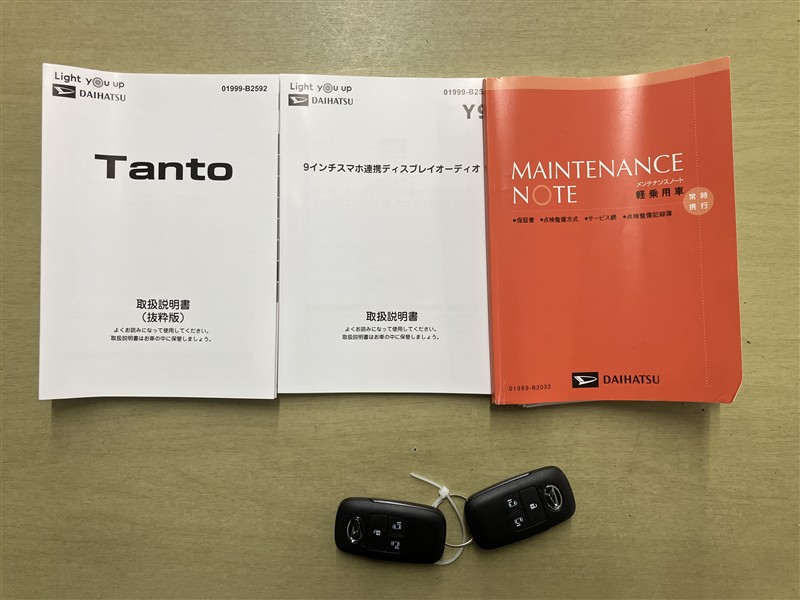 Light you up
DAIHATSU
01999-B2592
Tanto
取扱説明書
（抜粋版）
よくお読みになって使用してください。
取扱説明書はお車の中に保管しましょう。
Light you up
DAIHATSU
01999-B25
Y9
9インチスマホ連携ディスプレイオーディオ
取扱説明書
よくお読みになって使用してください。
取扱説明書はお車の中に保管しましょう。
MAINTENANCE
NOTE
メンテナンスノート
軽乗用車
常時
携行
●保証書 ●点検整備方式 ●サービス網 ●点検整備記録簿
01989-B2032
DAIHATSU